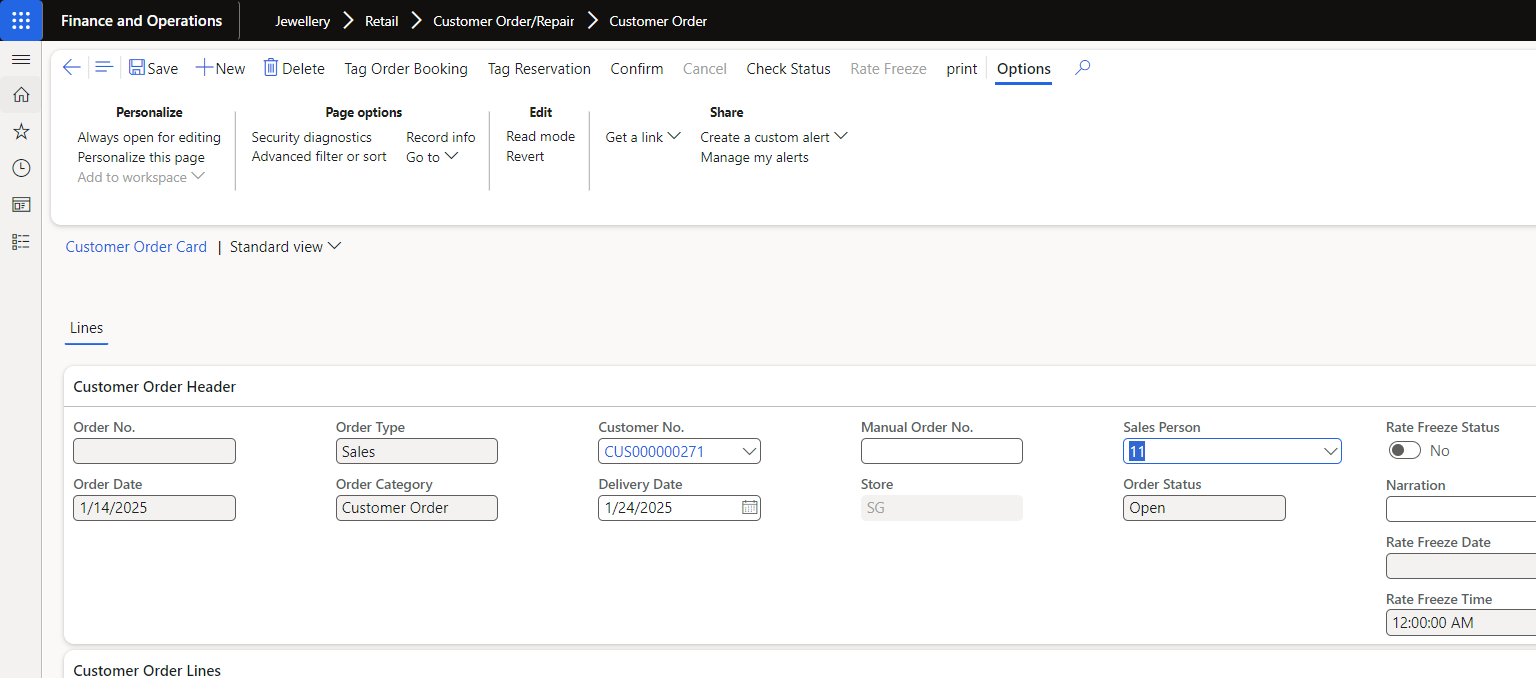 Finance and Operations Jewellery Retail Customer Order/Repair Customer Order
Save New Delete Tag Order Booking Tag Reservation Confirm Cancel Check Status Rate Freeze print Options
Personalize Page options Edit Share
Always open for editing Security diagnostics Record info Read mode Get a link Create a custom alert
Personalize this page Advanced filter or sort Go to Revert Manage my alerts
Add to workspace
Customer Order Card | Standard view
Lines
Customer Order Header
Order No. Order Type Customer No. Manual Order No. Sales Person Rate Freeze Status
Sales CUS000000271 11 No
Order Date Order Category Delivery Date Store Order Status Narration
1/14/2025 Customer Order 1/24/2025 SG Open
Rate Freeze Date
Rate Freeze Time
12:00:00 AM
Customer Order Lines